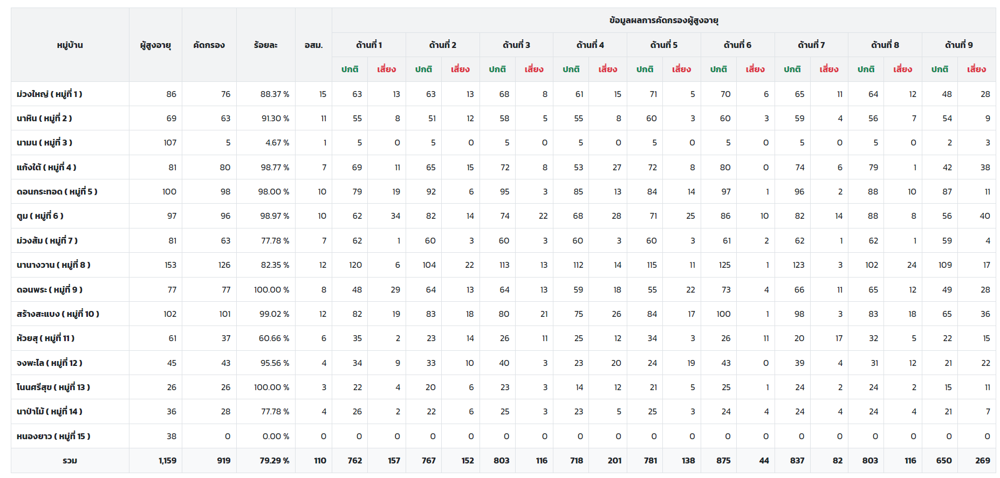 หมู่บ้าน ผู้สูงอายุ คัดกรอง ร้อยละ อสม. ข้อมูลผลการคัดกรองผู้สูงอายุ
ด้านที่ 1 ด้านที่ 2 ด้านที่ 3 ด้านที่ 4 ด้านที่ 5 ด้านที่ 6 ด้านที่ 7 ด้านที่ 8 ด้านที่ 9
ปกติ เสี่ยง ปกติ เสี่ยง ปกติ เสี่ยง ปกติ เสี่ยง ปกติ เสี่ยง ปกติ เสี่ยง ปกติ เสี่ยง ปกติ เสี่ยง ปกติ เสี่ยง
ม่วงใหญ่ ( หมู่ที่ 1 ) 86 76 88.37 % 15 63 13 63 13 68 8 61 15 71 5 70 6 65 11 64 12 48 28
นาหิน ( หมู่ที่ 2 ) 69 63 91.30 % 11 55 8 51 12 58 5 55 8 60 3 60 3 59 4 56 7 54 9
นามน ( หมู่ที่ 3 ) 107 5 4.67 % 1 5 0 5 0 5 0 5 0 5 0 5 0 5 0 5 0 2 3
แก้งใต้ ( หมู่ที่ 4 ) 81 80 98.77 % 7 69 11 65 15 72 8 53 27 72 8 80 0 74 6 79 1 42 38
ดอนกระทอด ( หมู่ที่ 5 ) 100 98 98.00 % 10 79 19 92 6 95 3 85 13 84 14 97 1 96 2 88 10 87 11
ตูม ( หมู่ที่ 6 ) 97 96 98.97 % 10 62 34 82 14 74 22 68 28 71 25 86 10 82 14 88 8 56 40
ม่วงส้ม ( หมู่ที่ 7 ) 81 63 77.78 % 7 62 1 60 3 60 3 60 3 60 3 61 2 62 1 62 1 59 4
นานางวาน ( หมู่ที่ 8 ) 153 126 82.35 % 12 120 6 104 22 113 13 112 14 115 11 125 1 123 3 102 24 109 17
ดอนพระ ( หมู่ที่ 9 ) 77 77 100.00 % 8 48 29 64 13 64 13 59 18 55 22 73 4 66 11 65 12 49 28
สร้างสะแบง ( หมู่ที่ 10 ) 102 101 99.02 % 12 82 19 83 18 80 21 75 26 84 17 100 1 98 3 83 18 65 36
ห้วยสุ ( หมู่ที่ 11 ) 61 37 60.66 % 6 35 2 23 14 26 11 25 12 34 3 26 11 20 17 32 5 22 15
จงพะไล ( หมู่ที่ 12 ) 45 43 95.56 % 4 34 9 33 10 40 3 23 20 24 19 43 0 39 4 31 12 21 22
โนนศรีสุข ( หมู่ที่ 13 ) 26 26 100.00 % 3 22 4 20 6 23 3 14 12 21 5 25 1 24 2 24 2 15 11
นาป่าไม้ ( หมู่ที่ 14 ) 36 28 77.78 % 4 26 2 22 6 25 3 23 5 25 3 24 4 24 4 24 4 21 7
หนองยาว ( หมู่ที่ 15 ) 38 0 0.00 % 0 0 0 0 0 0 0 0 0 0 0 0 0 0 0 0 0 0 0
รวม 1,159 919 79.29 % 110 762 157 767 152 803 116 718 201 781 138 875 44 837 82 803 116 650 269